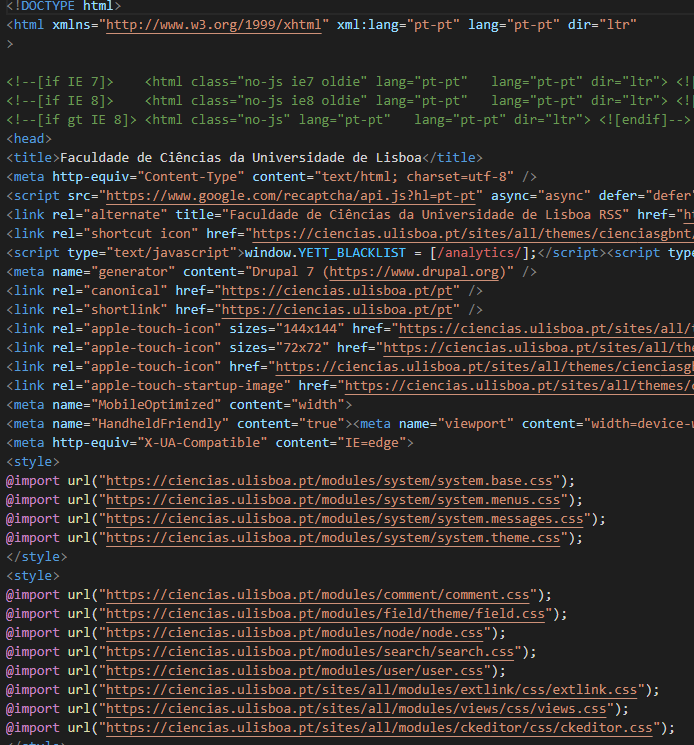 <!DOCTYPE html>
<html xmlns="http://www.w3.org/1999/xhtml" xml:lang="pt-pt" lang="pt-pt" dir="ltr"
>
<!--[if IE 7]>    <html class="no-js ie7 oldie" lang="pt-pt"   lang="pt-pt" dir="ltr"> <![
<!--[if IE 8]>    <html class="no-js ie8 oldie" lang="pt-pt"   lang="pt-pt" dir="ltr"> <![
<!--[if gt IE 8]> <html class="no-js" lang="pt-pt"   lang="pt-pt" dir="ltr"> <![endif]-->
<head>
<title>Faculdade de Ciências da Universidade de Lisboa</title>
<meta http-equiv="Content-Type" content="text/html; charset=utf-8" />
<script src="https://www.google.com/recaptcha/api.js?hl=pt-pt" async="async" defer="defer"
<link rel="alternate" title="Faculdade de Ciências da Universidade de Lisboa RSS" href="
<link rel="shortcut icon" href="https://ciencias.ulisboa.pt/sites/all/themes/cienciasgbnt/
<script type="text/javascript">window.YETT_BLACKLIST = [/analytics/];</script><script typ
<meta name="generator" content="Drupal 7 (https://www.drupal.org)" />
<link rel="canonical" href="https://ciencias.ulisboa.pt/pt" />
<link rel="shortlink" href="https://ciencias.ulisboa.pt/pt" />
<link rel="apple-touch-icon" sizes="144x144" href="https://ciencias.ulisboa.pt/sites/all/t
<link rel="apple-touch-icon" sizes="72x72" href="https://ciencias.ulisboa.pt/sites/all/the
<link rel="apple-touch-icon" href="https://ciencias.ulisboa.pt/sites/all/themes/cienciasgb
<link rel="apple-touch-startup-image" href="https://ciencias.ulisboa.pt/sites/all/themes/c
<meta name="MobileOptimized" content="width">
<meta name="HandheldFriendly" content="true"><meta name="viewport" content="width=device-w
<meta http-equiv="X-UA-Compatible" content="IE=edge">
<style>
@import url("https://ciencias.ulisboa.pt/modules/system/system.base.css");
@import url("https://ciencias.ulisboa.pt/modules/system/system.menus.css");
@import url("https://ciencias.ulisboa.pt/modules/system/system.messages.css");
@import url("https://ciencias.ulisboa.pt/modules/system/system.theme.css");
</style>
<style>
@import url("https://ciencias.ulisboa.pt/modules/comment/comment.css");
@import url("https://ciencias.ulisboa.pt/modules/field/theme/field.css");
@import url("https://ciencias.ulisboa.pt/modules/node/node.css");
@import url("https://ciencias.ulisboa.pt/modules/search/search.css");
@import url("https://ciencias.ulisboa.pt/modules/user/user.css");
@import url("https://ciencias.ulisboa.pt/sites/all/modules/extlink/css/extlink.css");
@import url("https://ciencias.ulisboa.pt/sites/all/modules/views/css/views.css");
@import url("https://ciencias.ulisboa.pt/sites/all/modules/ckeditor/css/ckeditor.css");